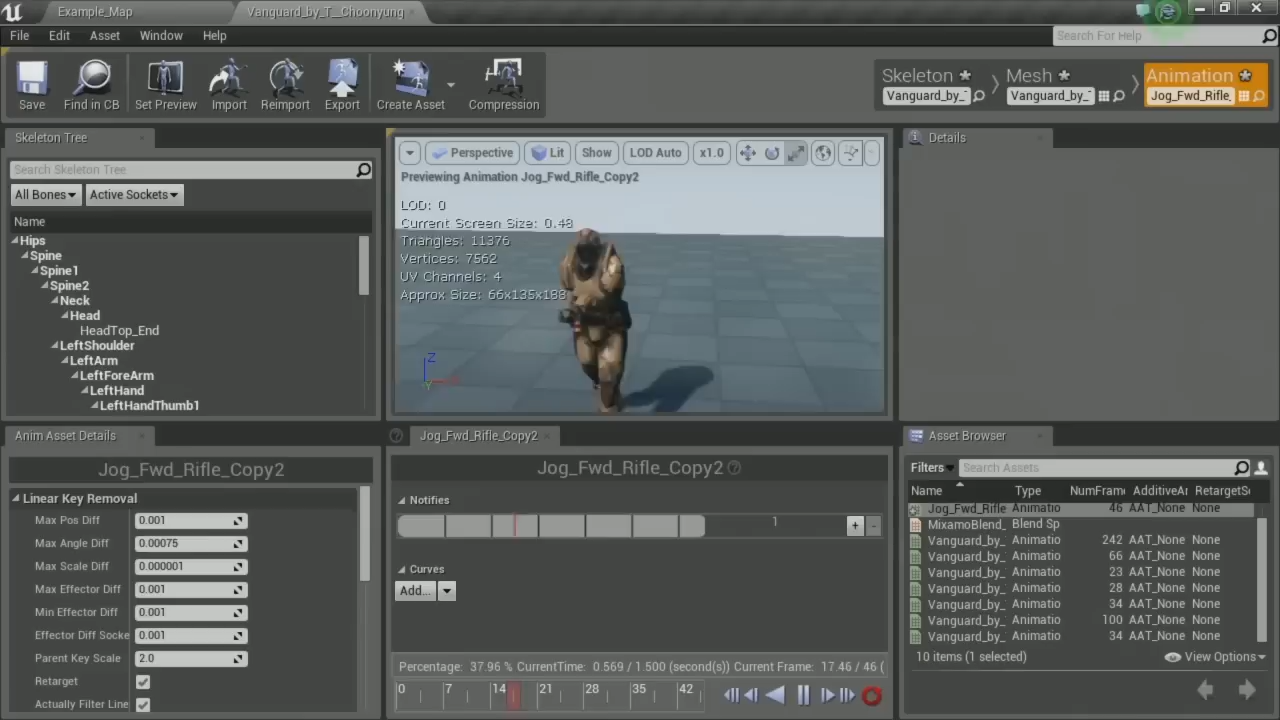 Example_Map
Vanguard_by_T__Choonyung
File Edit Asset Window Help
Search For Help
Save Find in CB Set Preview Import Reimport Export Create Asset Compression
Skeleton Mesh Animation
Vanguard_by_ Vanguard_by_ Jog_Fwd_Rifle_
Skeleton Tree
Search Skeleton Tree
All Bones Active Sockets
Name
Hips
Spine
Spine1
Spine2
Neck
Head
HeadTop_End
LeftShoulder
LeftArm
LeftForeArm
LeftHand
LeftHandThumb1
Perspective Lit Show LOD Auto x1.0
Previewing Animation Jog_Fwd_Rifle_Copy2
LOD: 0
Current Screen Size: 0.48
Triangles: 11376
Vertices: 7562
UV Channels: 4
Approx Size: 66x135x188
Z
Y
Details
Anim Asset Details
Jog_Fwd_Rifle_Copy2
Linear Key Removal
Max Pos Diff 0.001
Max Angle Diff 0.00075
Max Scale Diff 0.000001
Max Effector Diff 0.001
Min Effector Diff 0.001
Effector Diff Socke 0.001
Parent Key Scale 2.0
Retarget
Actually Filter Line
Jog_Fwd_Rifle_Copy2
Jog_Fwd_Rifle_Copy2
Notifies
1
+ -
Curves
Add...
Percentage: 37.96 % CurrentTime: 0.569 / 1.500 (second(s)) Current Frame: 17.46 / 46 (
0 7 14 21 28 35 42
Asset Browser
Filters Search Assets
Name Type NumFrame AdditiveAr RetargetSo
Jog_Fwd_Rifle 46 AAT_None None
MixamoBlend_ Blend Sp
Vanguard_by_ Animatio 242 AAT_None None
Vanguard_by_ Animatio 66 AAT_None None
Vanguard_by_ Animatio 23 AAT_None None
Vanguard_by_ Animatio 28 AAT_None None
Vanguard_by_ Animatio 34 AAT_None None
Vanguard_by_ Animatio 100 AAT_None None
Vanguard_by_ Animatio 34 AAT_None None
10 items (1 selected) View Options